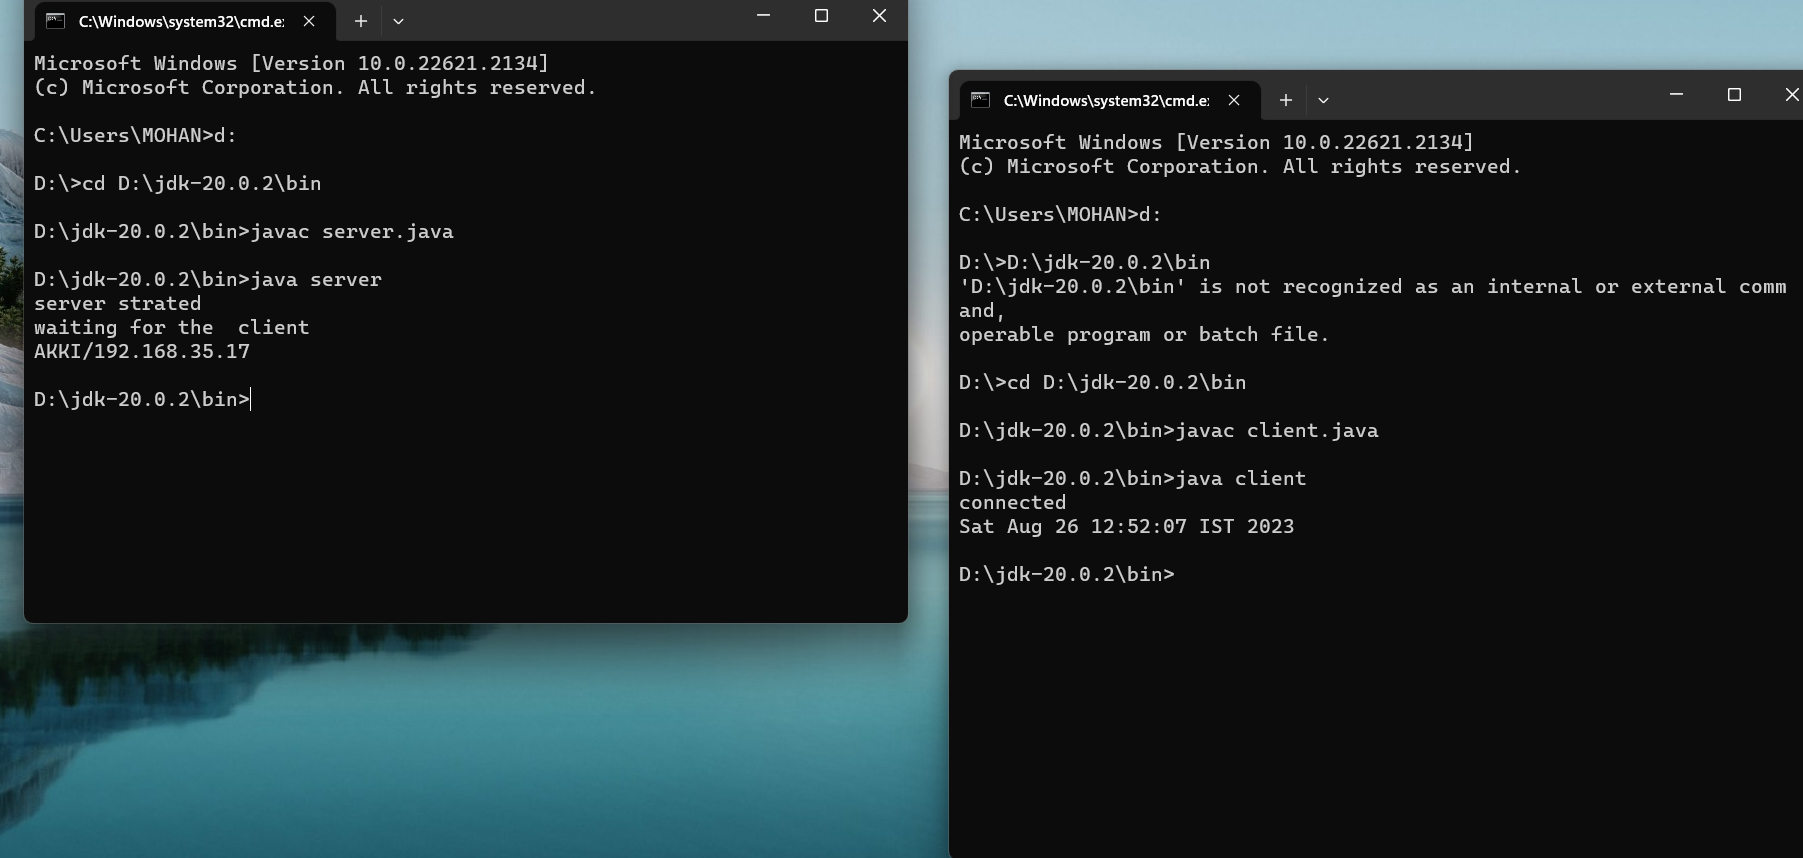 C:\Windows\system32\cmd.e
Microsoft Windows [Version 10.0.22621.2134]
(c) Microsoft Corporation. All rights reserved.
C:\Users\MOHAN>d:
D:\>cd D:\jdk-20.0.2\bin
D:\jdk-20.0.2\bin>javac server.java
D:\jdk-20.0.2\bin>java server
server strated
waiting for the  client
AKKI/192.168.35.17
D:\jdk-20.0.2\bin>
C:\Windows\system32\cmd.e
Microsoft Windows [Version 10.0.22621.2134]
(c) Microsoft Corporation. All rights reserved.
C:\Users\MOHAN>d:
D:\>D:\jdk-20.0.2\bin
'D:\jdk-20.0.2\bin' is not recognized as an internal or external comm
and,
operable program or batch file.
D:\>cd D:\jdk-20.0.2\bin
D:\jdk-20.0.2\bin>javac client.java
D:\jdk-20.0.2\bin>java client
connected
Sat Aug 26 12:52:07 IST 2023
D:\jdk-20.0.2\bin>